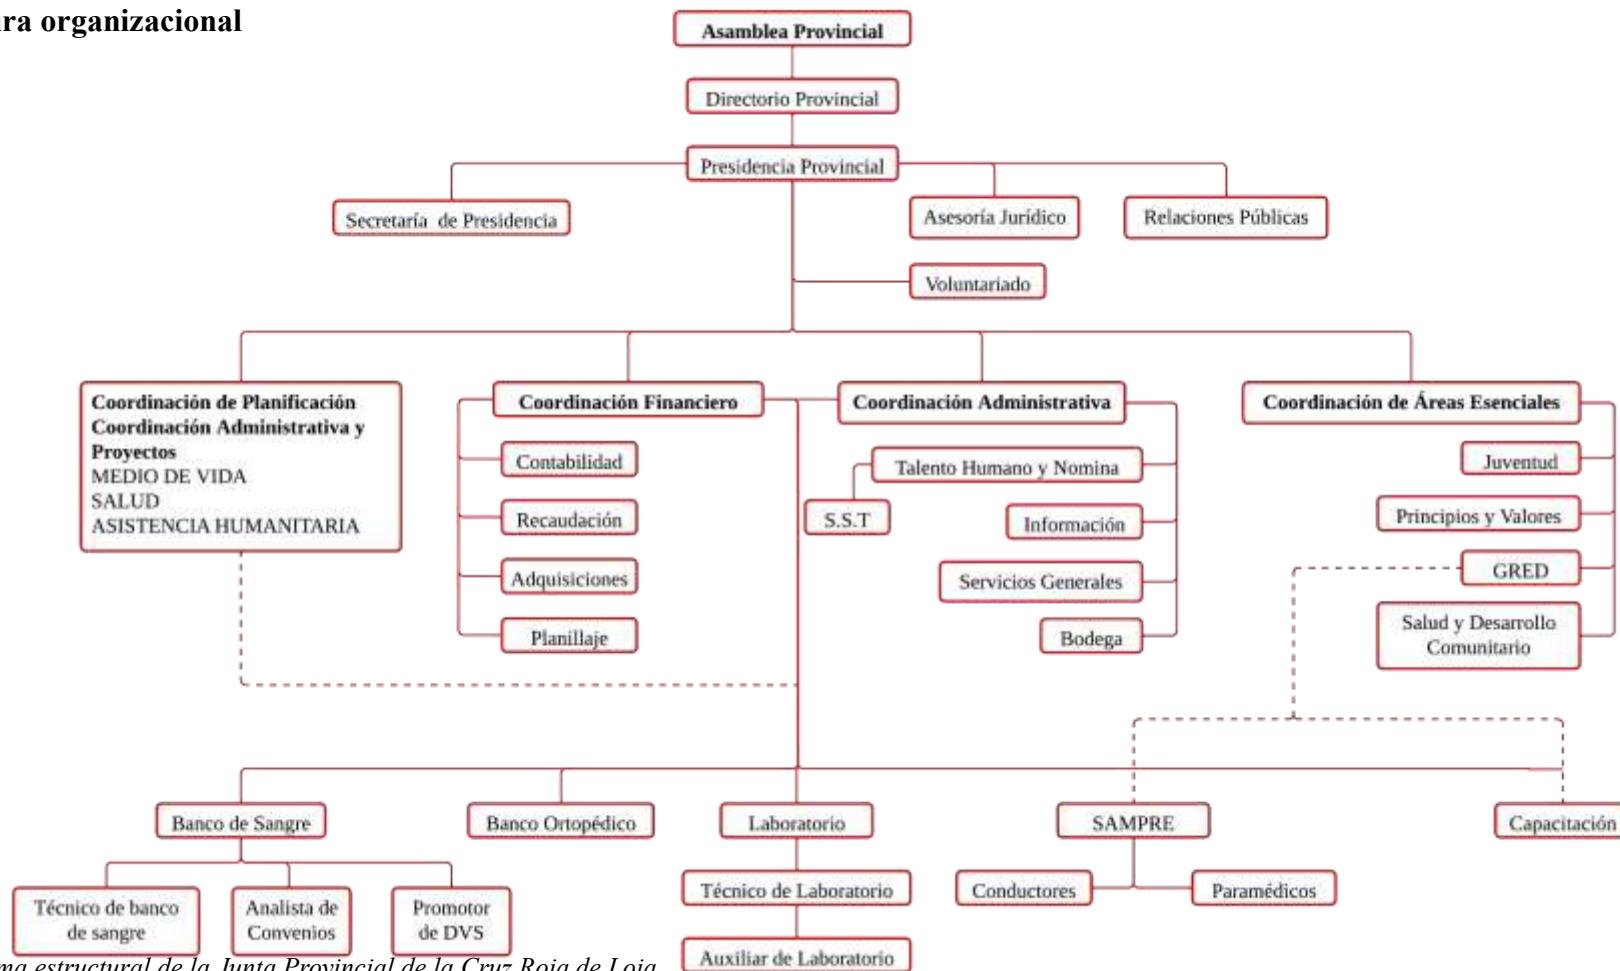 ra organizacional
Asamblea Provincial
Directorio Provincial
Presidencia Provincial
Secretaría de Presidencia
Asesoría Jurídico
Relaciones Públicas
Voluntariado
Coordinación de Planificación
Coordinación Administrativa y
Proyectos
MEDIO DE VIDA
SALUD
ASISTENCIA HUMANITARIA
Coordinación Financiero
Contabilidad
Recaudación
Adquisiciones
Planillaje
Coordinación Administrativa
Talento Humano y Nomina
S.S.T
Información
Servicios Generales
Bodega
Coordinación de Áreas Esenciales
Juventud
Principios y Valores
GRED
Salud y Desarrollo
Comunitario
Banco de Sangre
Banco Ortopédico
Laboratorio
SAMPRE
Capacitación
Técnico de banco
de sangre
Analista de
Convenios
Promotor
de DVS
Técnico de Laboratorio
Conductores
Paramédicos
Auxiliar de Laboratorio
ma estructural de la Junta Provincial de la Cruz Roja de Loja